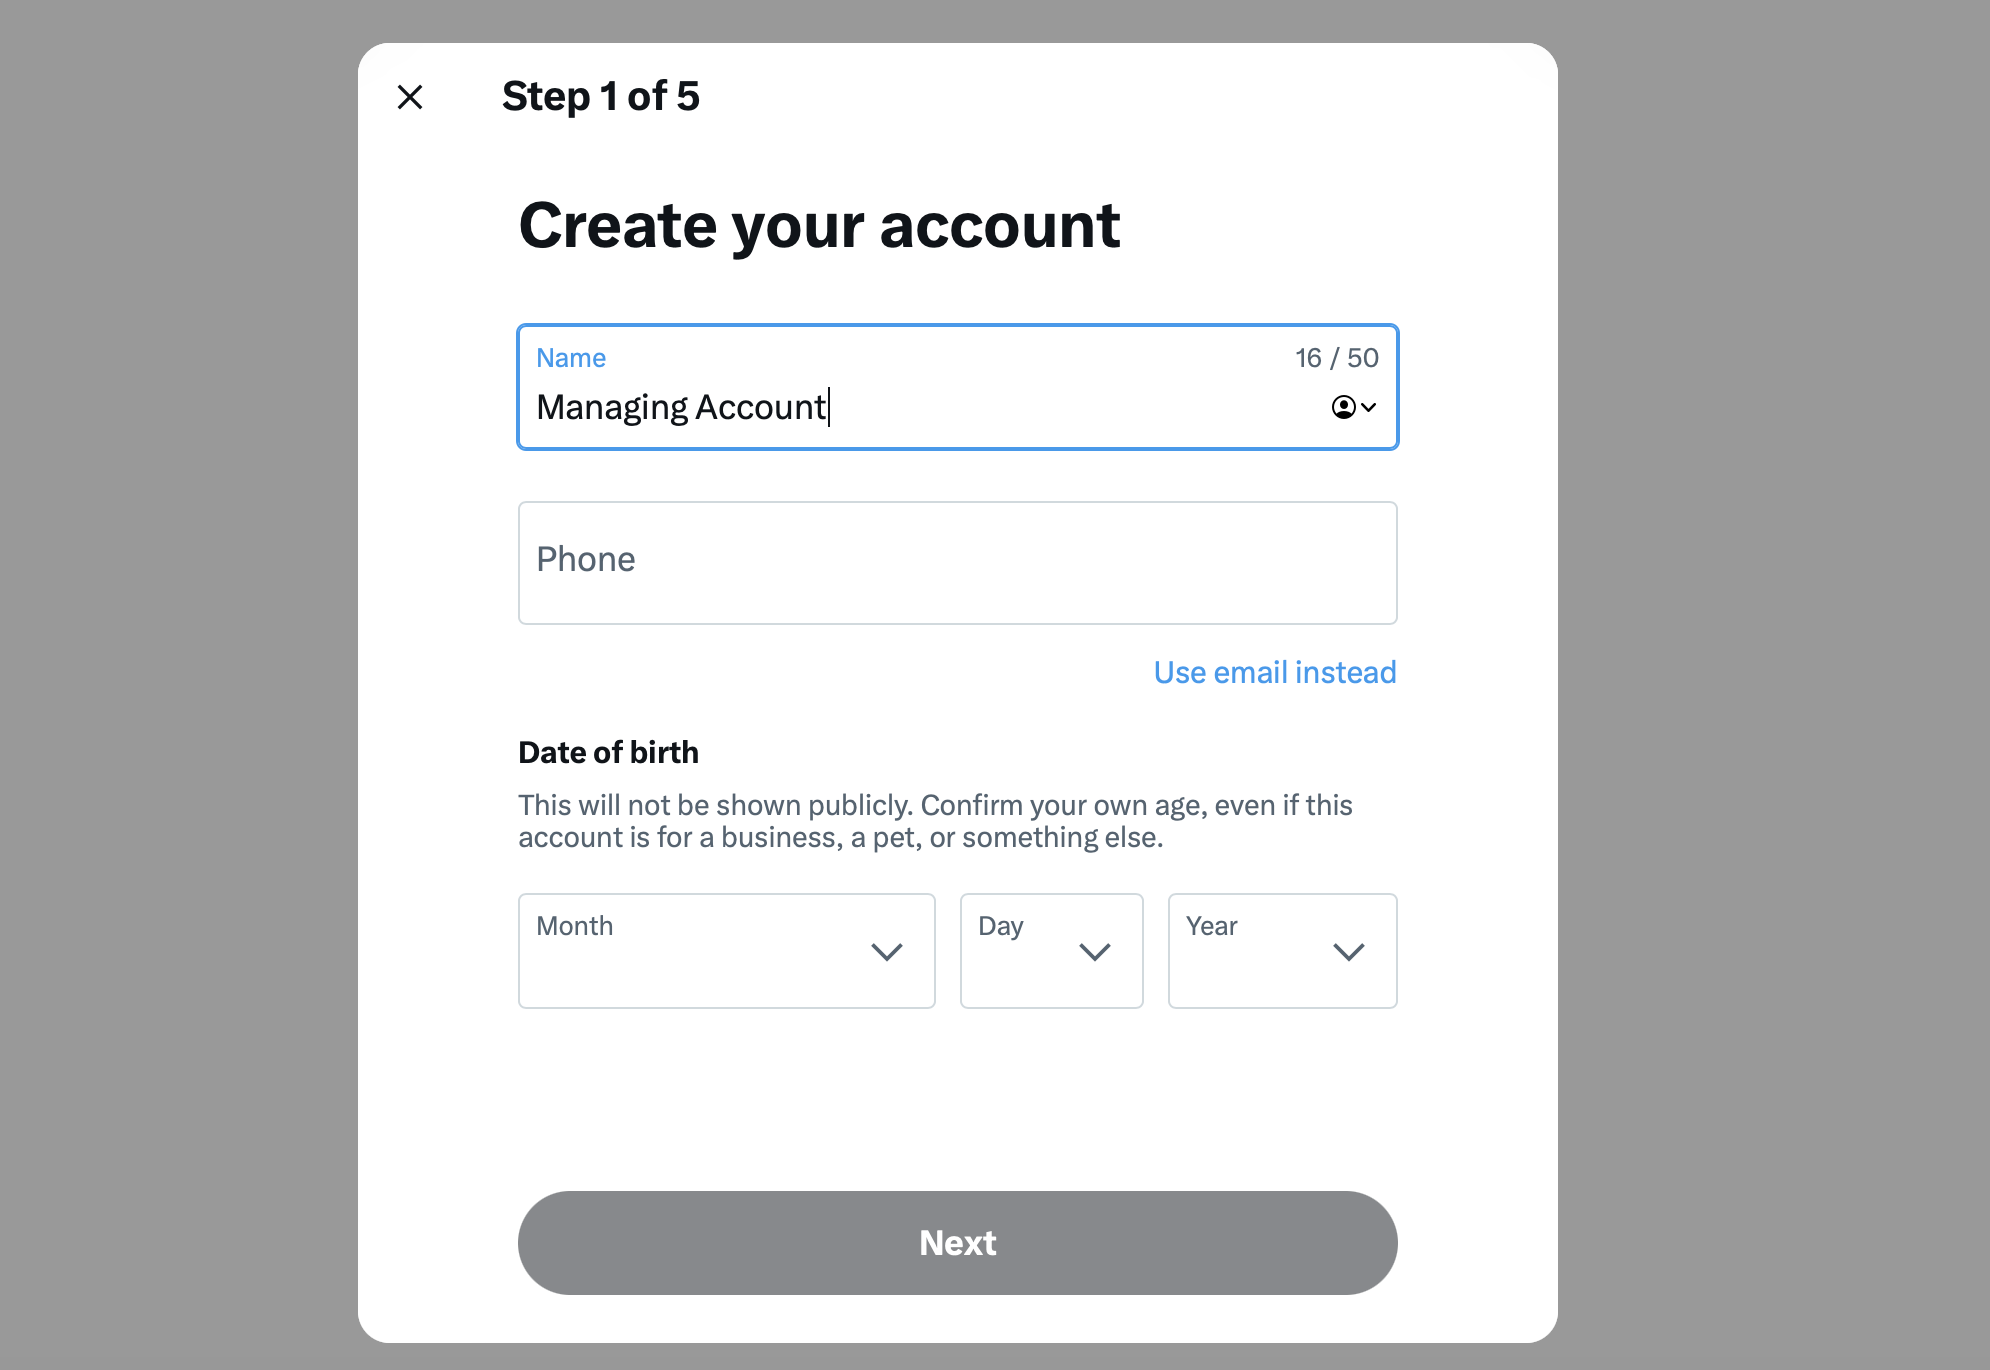 Step 1 of 5
Create your account
Name 16 / 50
Managing Account
Phone
Use email instead
Date of birth
This will not be shown publicly. Confirm your own age, even if this
account is for a business, a pet, or something else.
Month Day Year
Next